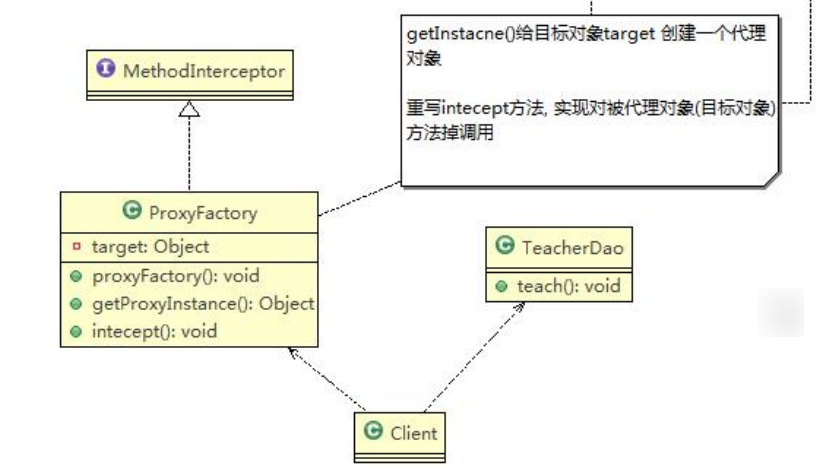 getInstacne()给目标对象target 创建一个代理
对象
重写intecept方法, 实现对被代理对象(目标对象)
方法掉调用
I MethodInterceptor
C ProxyFactory
target: Object
proxyFactory(): void
getProxyInstance(): Object
intecept(): void
C TeacherDao
teach(): void
C Client